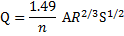 Q = 1.49/n AR^2/3 S^1/2